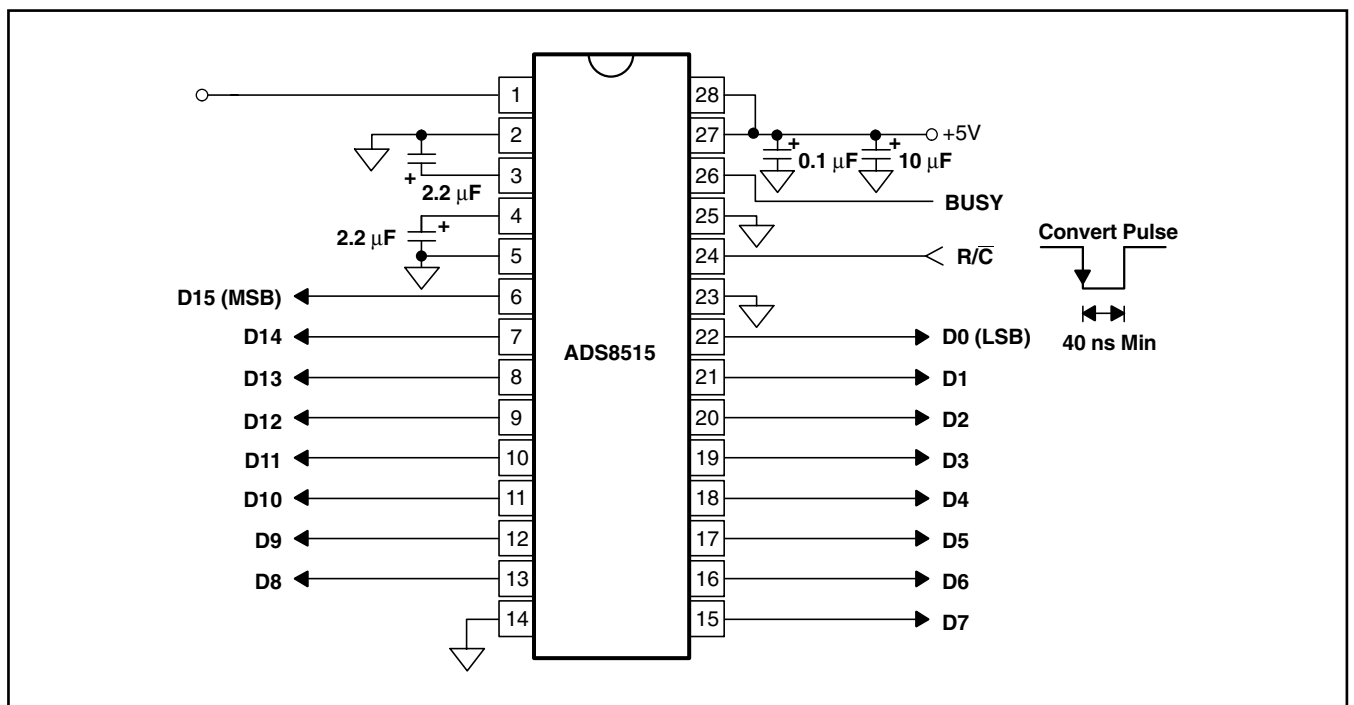 1
28
2
27
+5V
+
+
0.1 μF
10 μF
3
26
+
2.2 μF
BUSY
4
25
2.2 μF
+
Convert Pulse
5
24
R/C̅
D15 (MSB)
6
23
D14
7
22
D0 (LSB)
40 ns Min
ADS8515
D13
8
21
D1
D12
9
20
D2
D11
10
19
D3
D10
11
18
D4
D9
12
17
D5
D8
13
16
D6
14
15
D7